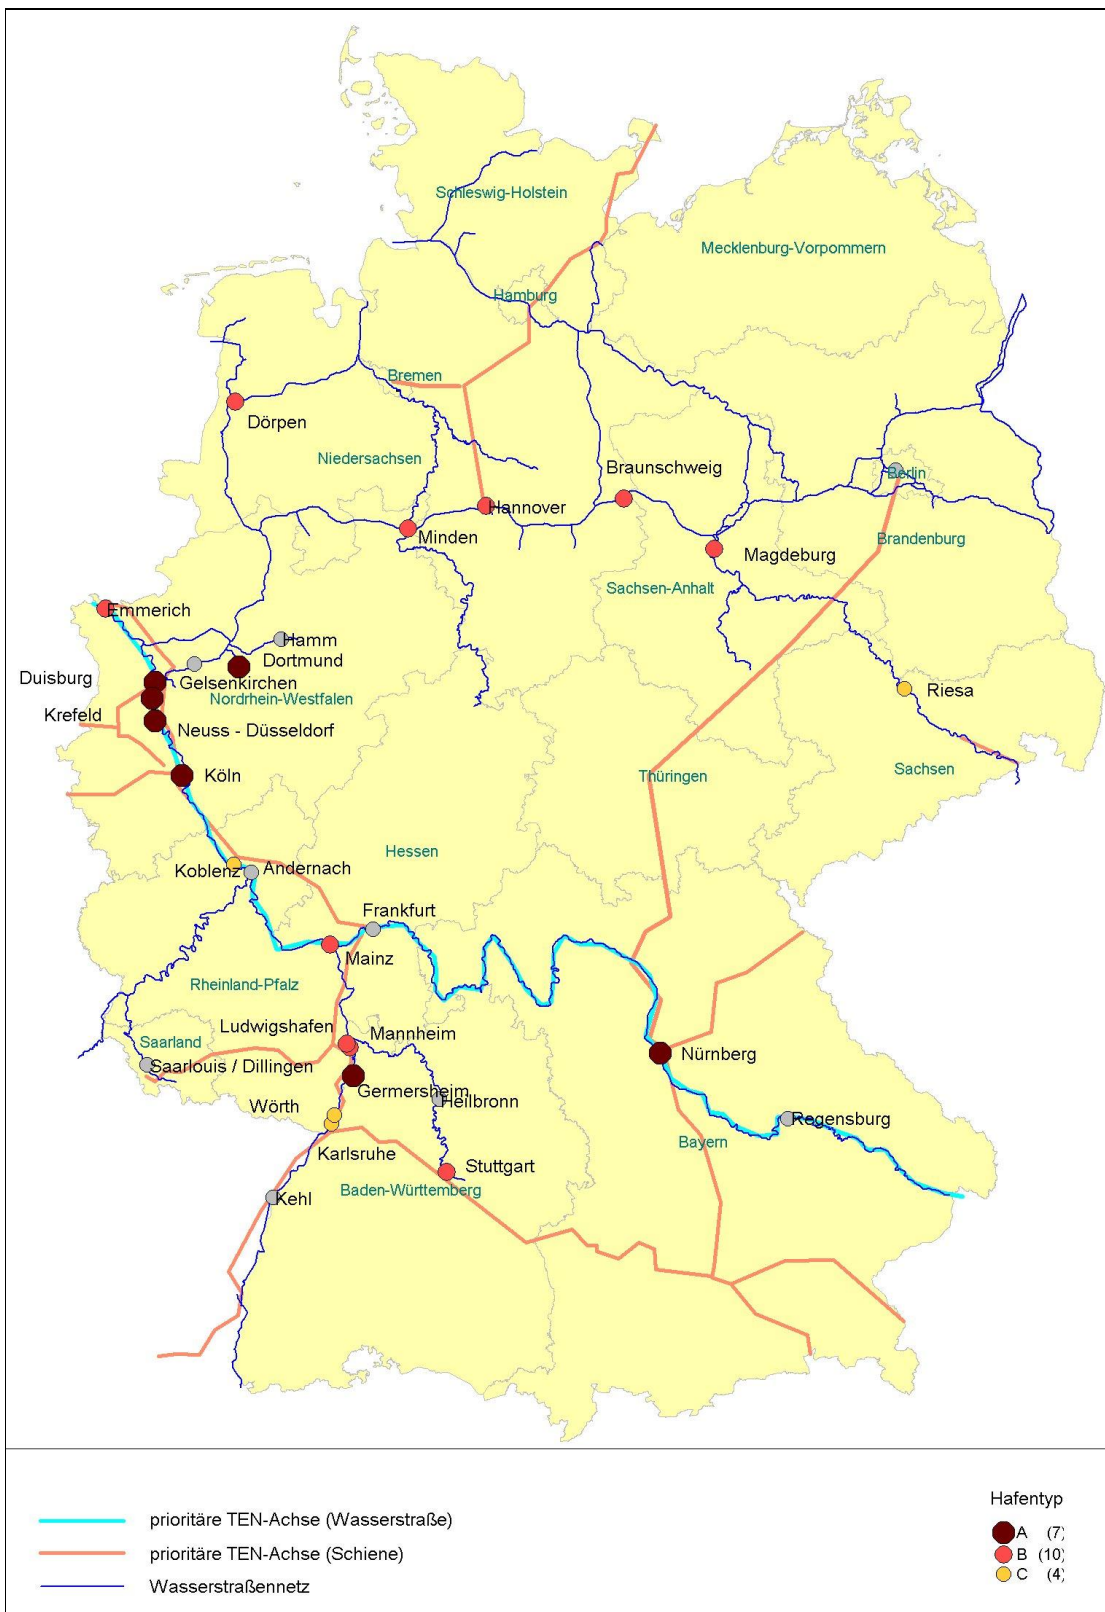 Schleswig-Holstein
Mecklenburg-Vorpommern
Hamburg
Bremen
Dörpen
Niedersachsen
Braunschweig
Berlin
Hannover
Minden
Brandenburg
Magdeburg
Sachsen-Anhalt
Emmerich
Hamm
Dortmund
Duisburg
Gelsenkirchen
Nordrhein-Westfalen
Riesa
Krefeld
Neuss - Düsseldorf
Köln
Thüringen
Sachsen
Hessen
Koblenz
Andernach
Frankfurt
Mainz
Rheinland-Pfalz
Ludwigshafen
Mannheim
Saarland
Nürnberg
Saarlouis / Dillingen
Germersheim
Heilbronn
Wörth
Regensburg
Karlsruhe
Bayern
Stuttgart
Baden-Württemberg
Kehl
Hafentyp
prioritäre TEN-Achse (Wasserstraße)
A (7)
prioritäre TEN-Achse (Schiene)
B (10)
C (4)
Wasserstraßennetz